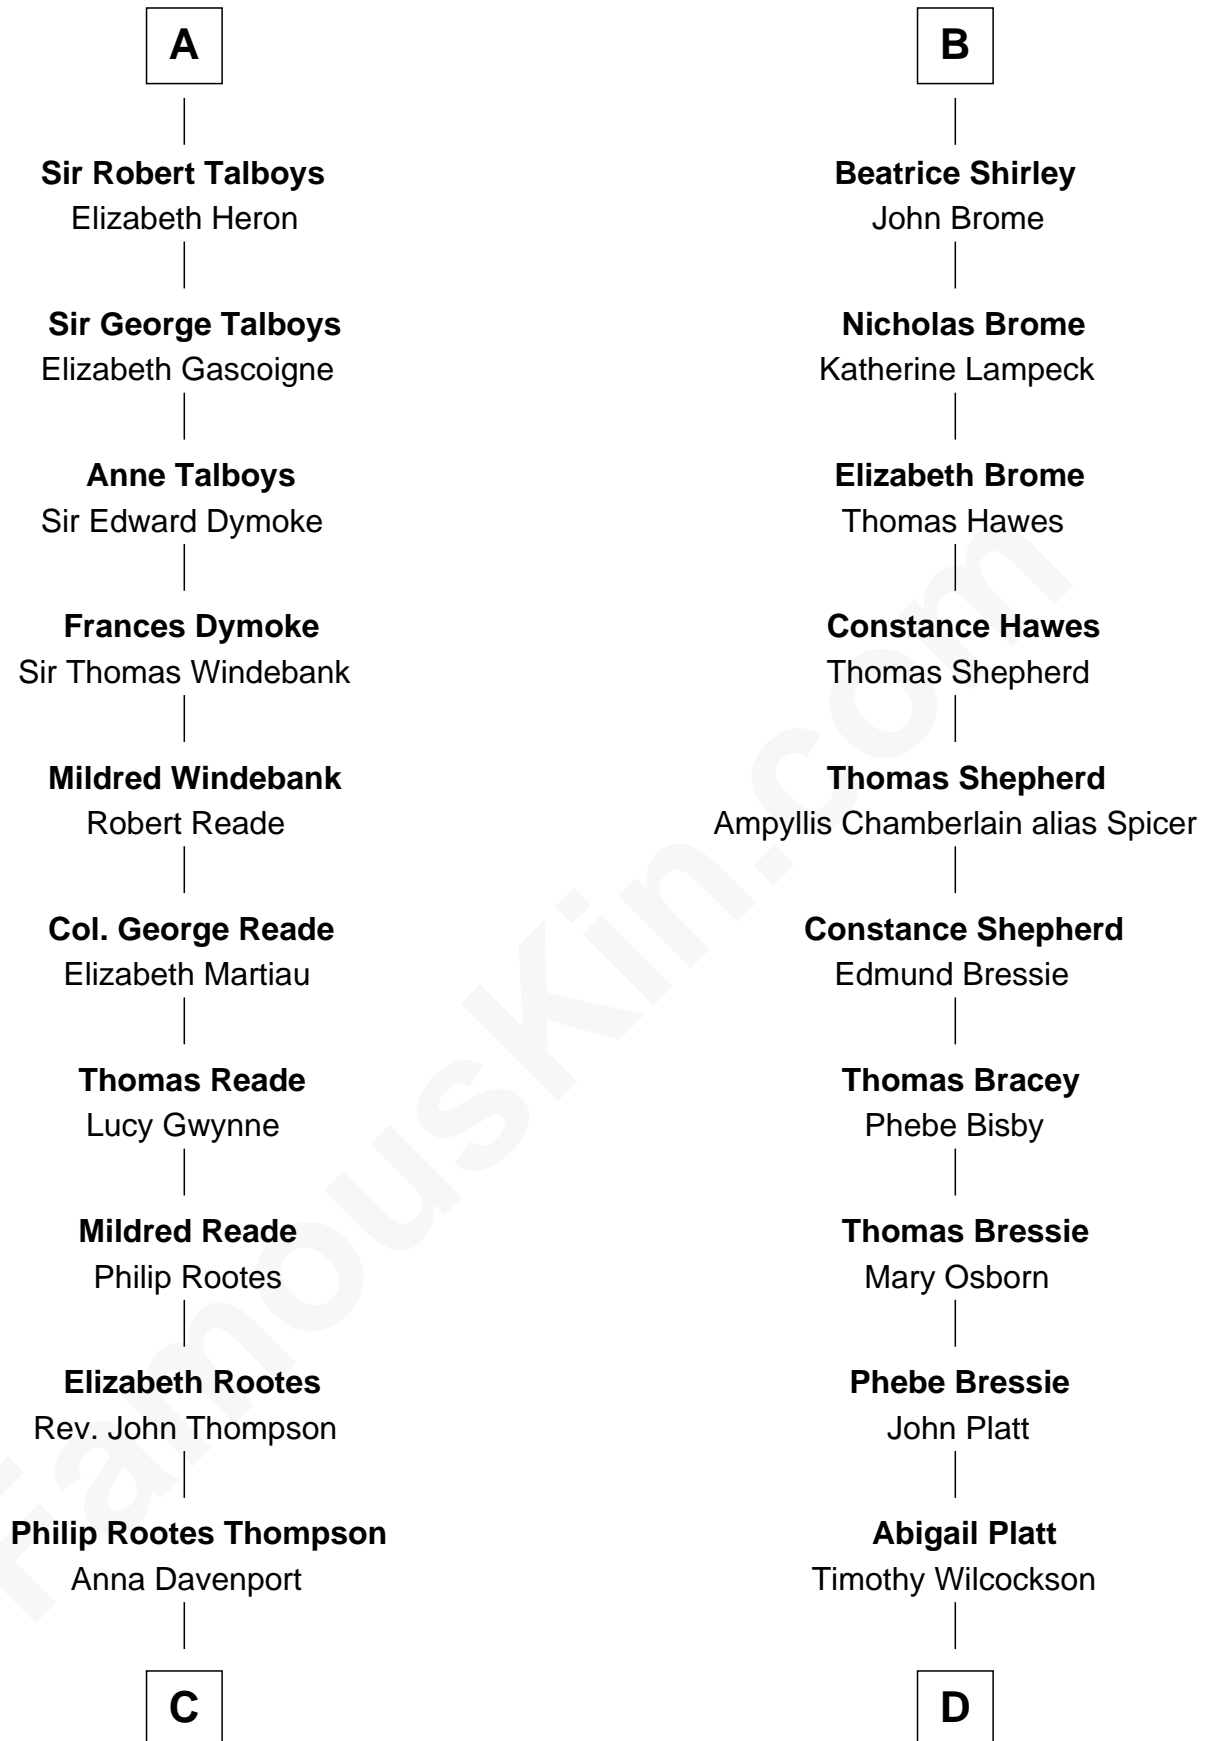 A
Sir Robert Talboys
Elizabeth Heron
Sir George Talboys
Elizabeth Gascoigne
Anne Talboys
Sir Edward Dymoke
Frances Dymoke
Sir Thomas Windebank
Mildred Windebank
Robert Reade
Col. George Reade
Elizabeth Martiau
Thomas Reade
Lucy Gwynne
Mildred Reade
Philip Rootes
Elizabeth Rootes
Rev. John Thompson
Philip Rootes Thompson
Anna Davenport
C
B
Beatrice Shirley
John Brome
Nicholas Brome
Katherine Lampeck
Elizabeth Brome
Thomas Hawes
Constance Hawes
Thomas Shepherd
Thomas Shepherd
Ampyllis Chamberlain alias Spicer
Constance Shepherd
Edmund Bressie
Thomas Bracey
Phebe Bisby
Thomas Bressie
Mary Osborn
Phebe Bressie
John Platt
Abigail Platt
Timothy Wilcockson
D
FamousKin.com